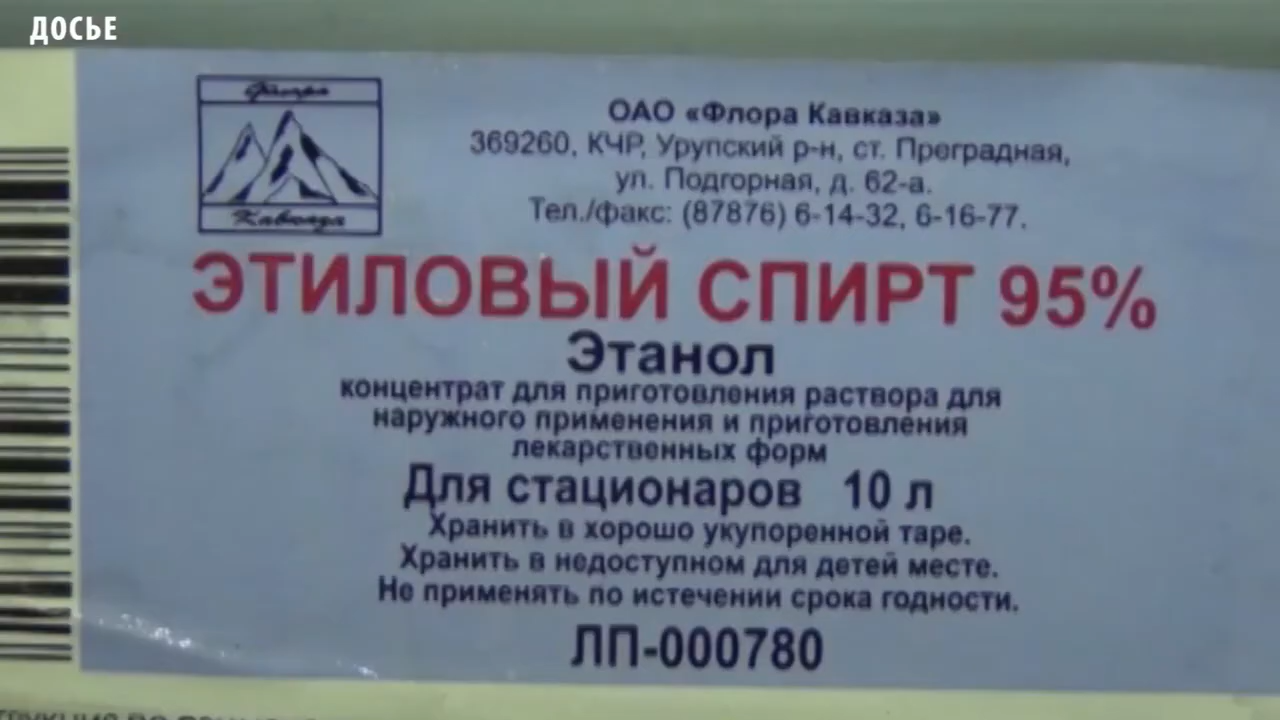 ДОСЬЕ
Флора
Кавказа
ОАО «Флора Кавказа»
369260, КЧР, Урупский р-н, ст. Преградная,
ул. Подгорная, д. 62-а.
Тел./факс: (87876) 6-14-32, 6-16-77.
ЭТИЛОВЫЙ СПИРТ 95%
Этанол
концентрат для приготовления раствора для
наружного применения и приготовления
лекарственных форм
Для стационаров 10 л
Хранить в хорошо укупоренной таре.
Хранить в недоступном для детей месте.
Не применять по истечении срока годности.
ЛП-000780